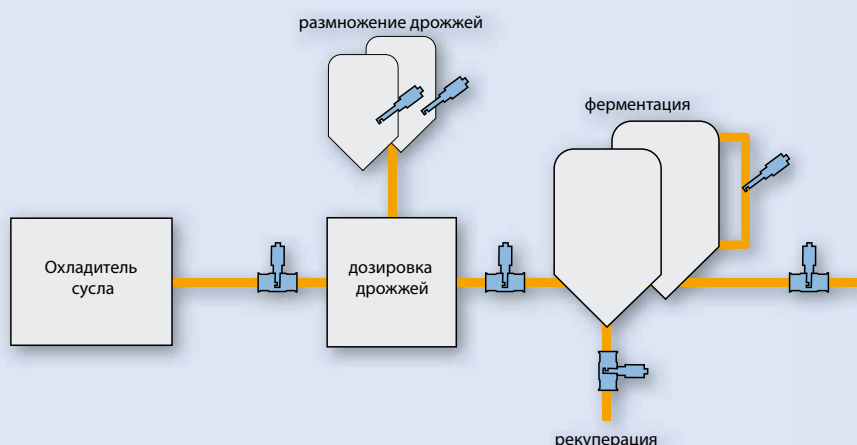 размножение дрожжей
ферментация
Охладитель
сусла
дозировка
дрожжей
рекуперация